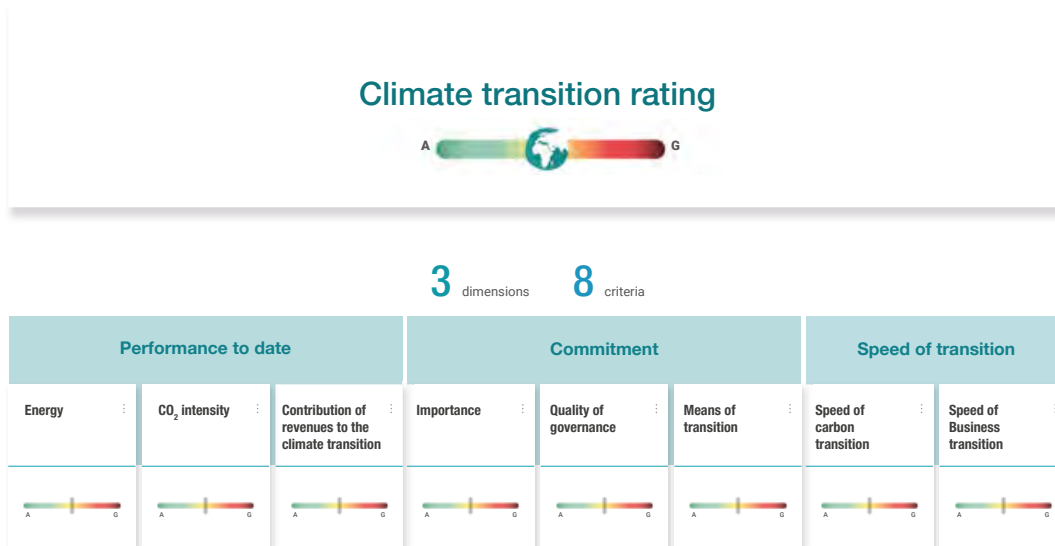 Climate transition rating
A G
3 dimensions 8 criteria
Performance to date Commitment Speed of transition
Energy
CO2 intensity
Contribution of
revenues to the
climate transition
Importance
Quality of
governance
Means of
transition
Speed of
carbon
transition
Speed of
Business
transition
A G A G A G A G A G A G A G A G